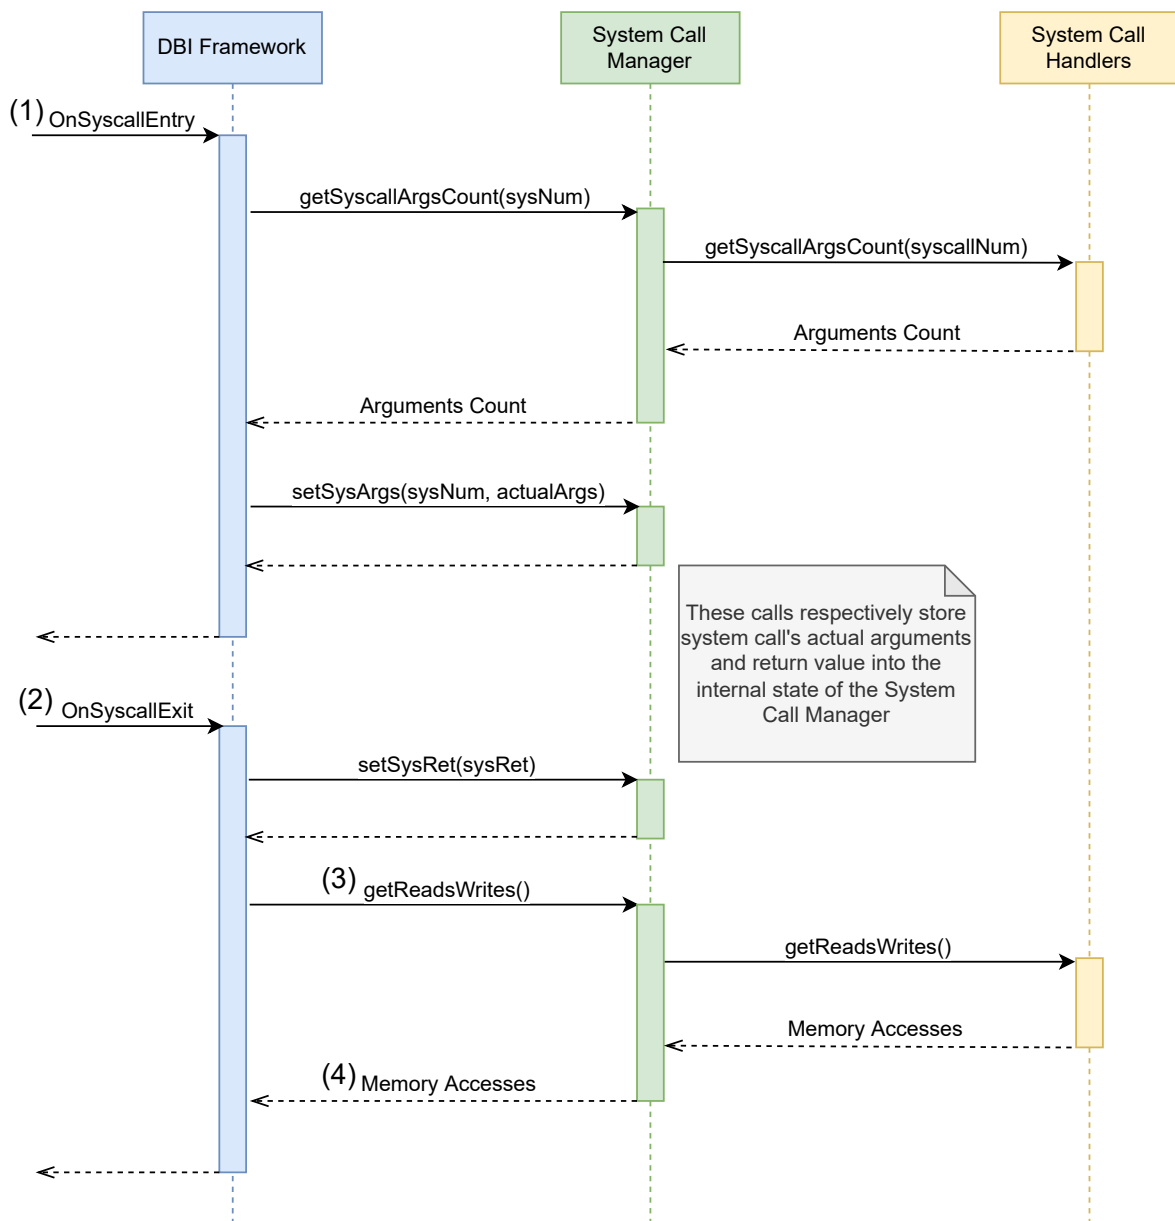 DBI Framework
System Call
Manager
System Call
Handlers
(1)
OnSyscallEntry
getSyscallArgsCount(sysNum)
getSyscallArgsCount(syscallNum)
Arguments Count
Arguments Count
setSysArgs(sysNum, actualArgs)
These calls respectively store
system call's actual arguments
and return value into the
internal state of the System
Call Manager
(2)
OnSyscallExit
setSysRet(sysRet)
(3)
getReadsWrites()
getReadsWrites()
Memory Accesses
(4)
Memory Accesses